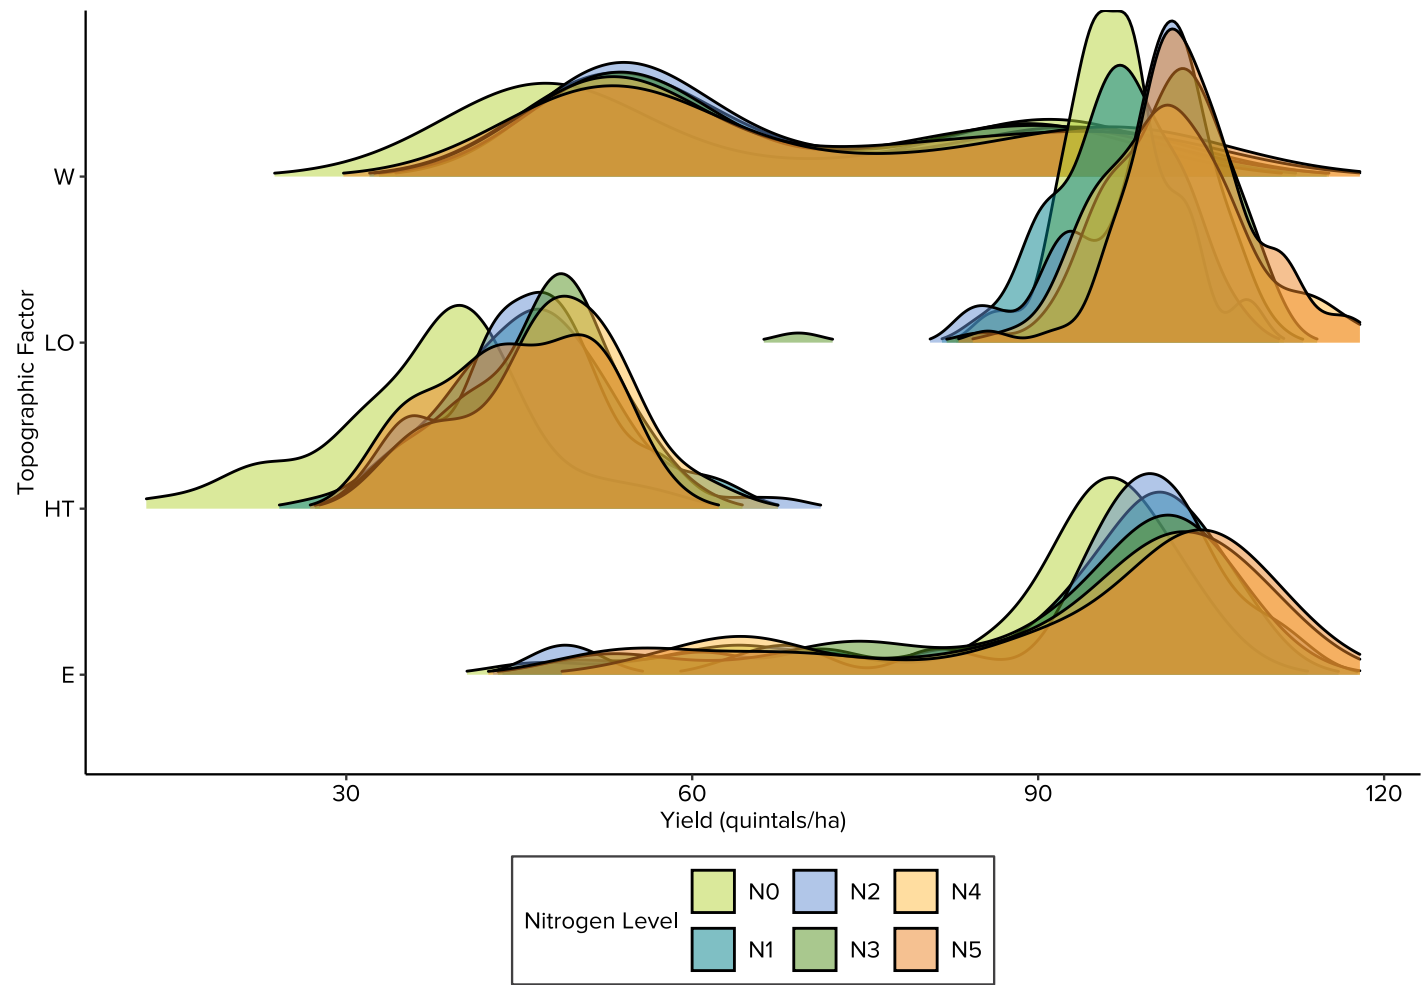 W
LO
HT
E
Topographic Factor
30 60 90 120
Yield (quintals/ha)
Nitrogen Level
N0 N2 N4
N1 N3 N5